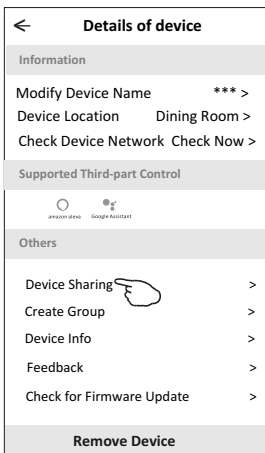 ← Details of device
Information
Modify Device Name *** >
Device Location Dining Room >
Check Device Network Check Now >
Supported Third-part Control
amazon alexa Google Assistant
Others
Device Sharing >
Create Group >
Device Info >
Feedback >
Check for Firmware Update >
Remove Device